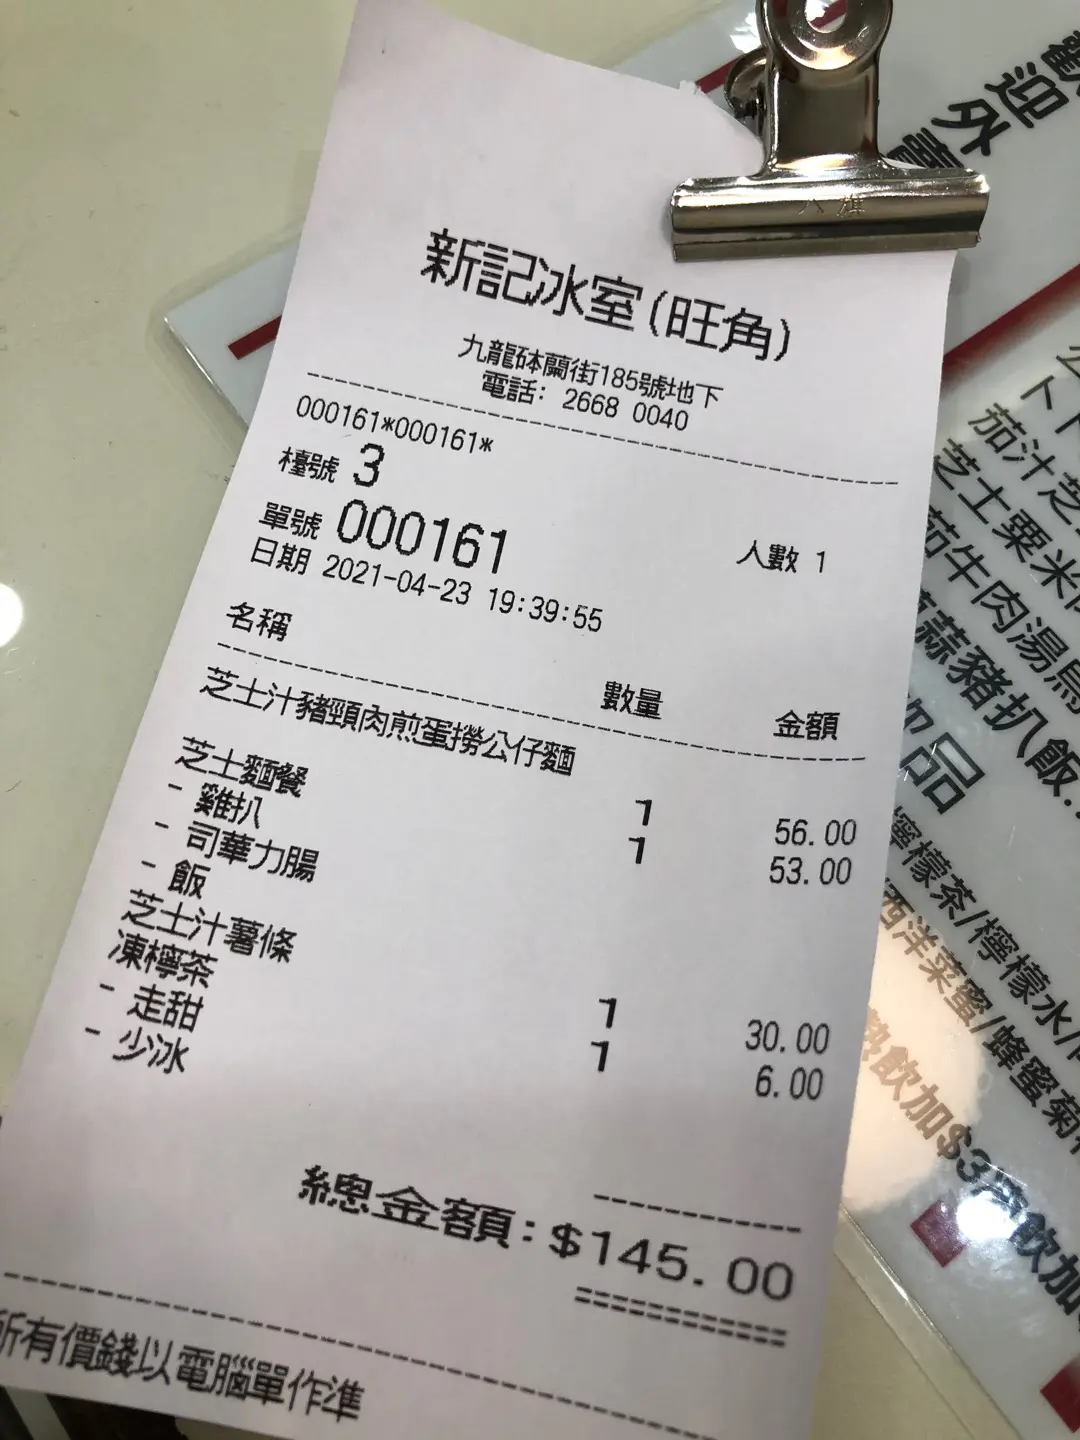 新記冰室(旺角)
九龍砵蘭街185號地下
電話: 2668 0040
000161*000161*
檯號 3
單號 000161 人數 1
日期 2021-04-23 19:39:55
名稱 數量 金額
芝士汁豬頸肉煎蛋撈公仔麵 1 56.00
芝士麵餐 1 53.00
- 雞扒
- 司華力腸
- 飯
芝士汁薯條 1 30.00
凍檸茶 1 6.00
- 走甜
- 少冰
總金額: $145.00
所有價錢以電腦單作準
歡迎外賣
茄汁芝
芝士粟米
茄牛肉湯
蒜豬扒飯
品
檸檬茶/檸檬水/
西洋菜蜜/蜂蜜菊
熱飲加$3 飲加